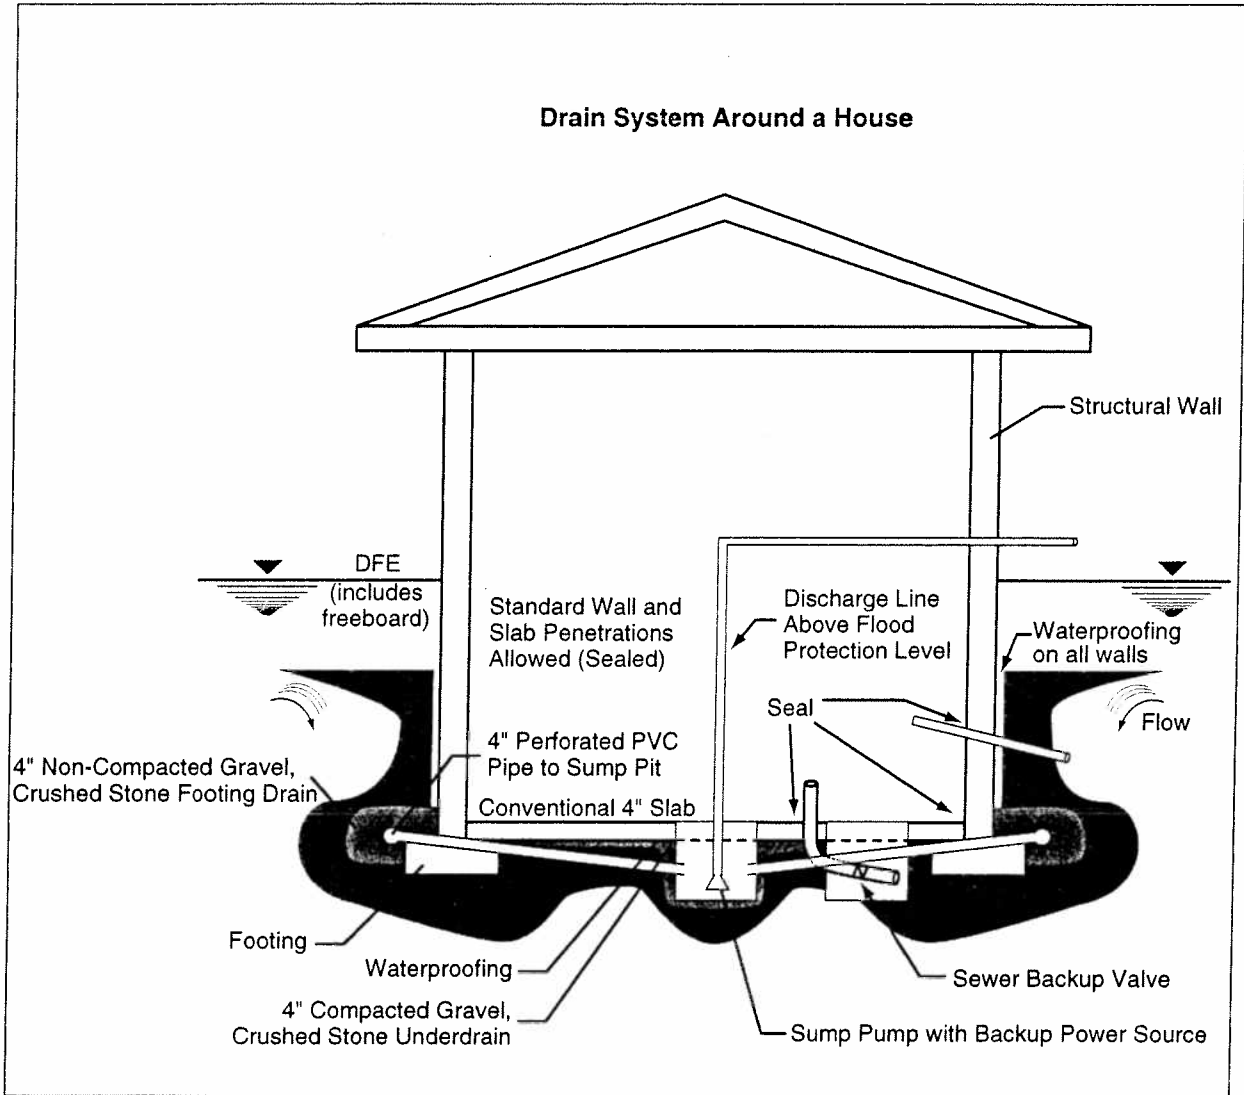 Drain System Around a House
Structural Wall
DFE
(includes
freeboard)
Standard Wall and
Slab Penetrations
Allowed (Sealed)
Discharge Line
Above Flood
Protection Level
Waterproofing
on all walls
Seal
Flow
4" Perforated PVC
Pipe to Sump Pit
4" Non-Compacted Gravel,
Crushed Stone Footing Drain
Conventional 4" Slab
Footing
Waterproofing
4" Compacted Gravel,
Crushed Stone Underdrain
Sewer Backup Valve
Sump Pump with Backup Power Source